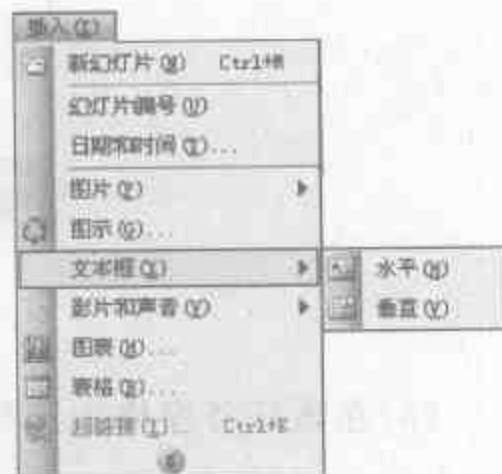 插入(I)
新幻灯片(N) Ctrl+M
幻灯片编号(U)
日期和时间(T)...
图片(P)
图示(G)...
文本框(X)
水平(H)
垂直(V)
影片和声音(V)
图表(H)...
表格(B)...
超链接(I) Ctrl+K